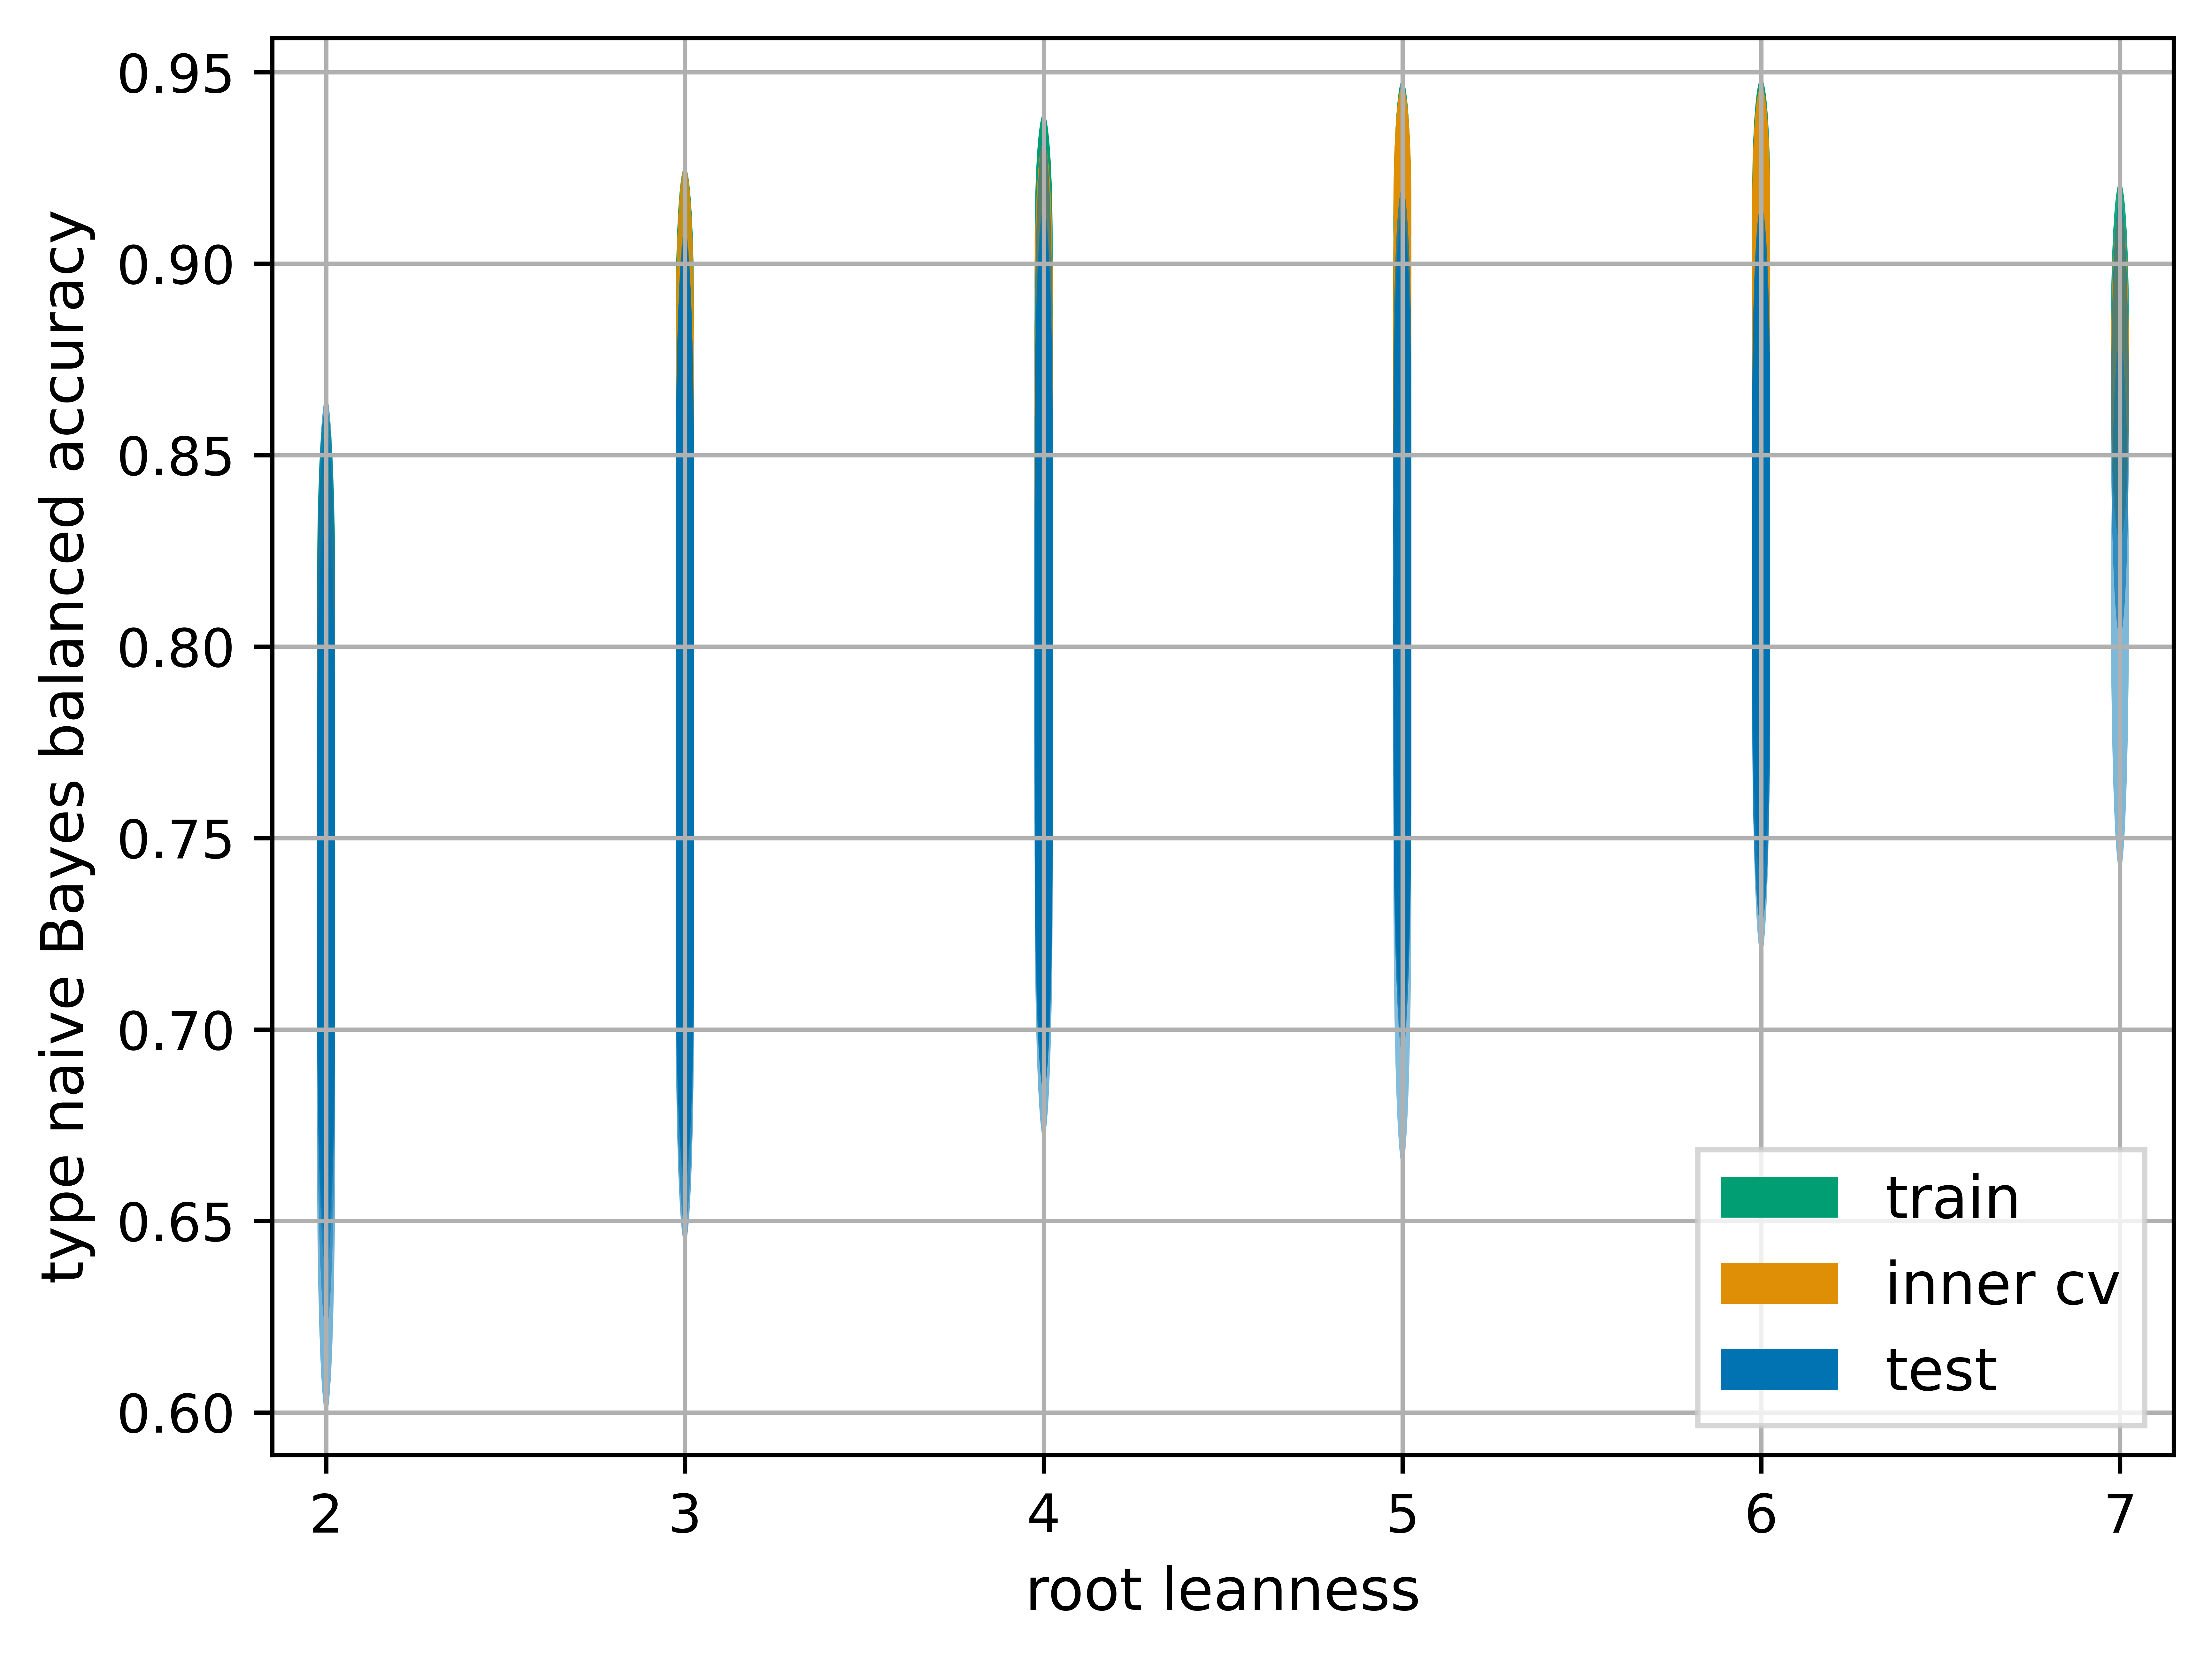 0.95
0.90
0.85
0.80
0.75
0.70
0.65
0.60
type naive Bayes balanced accuracy
train
inner cv
test
2 3 4 5 6 7
root leanness